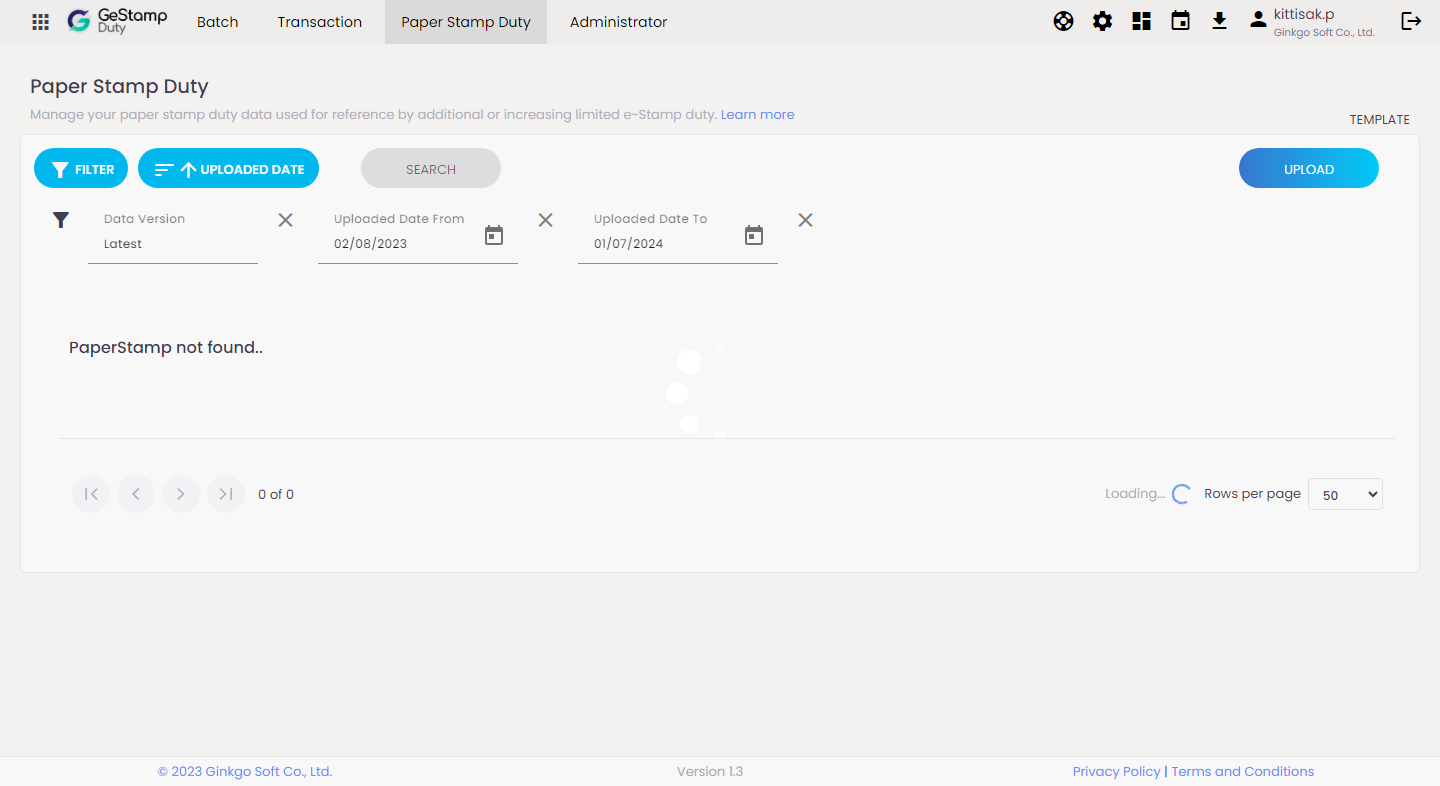 GeStamp
Duty
Batch
Transaction
Paper Stamp Duty
Administrator
kittisak.p
Ginkgo Soft Co., Ltd.
Paper Stamp Duty
Manage your paper stamp duty data used for reference by additional or increasing limited e-Stamp duty. Learn more
TEMPLATE
FILTER
UPLOADED DATE
SEARCH
UPLOAD
Data Version
Latest
Uploaded Date From
02/08/2023
Uploaded Date To
01/07/2024
PaperStamp not found..
0 of 0
Loading...
Rows per page
50
© 2023 Ginkgo Soft Co., Ltd.
Version 1.3
Privacy Policy | Terms and Conditions